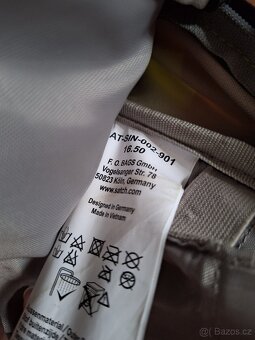 AT-SIN-002-901
16.50
F. O. BAGS GmbH,
Vogelsanger Str. 78
50823 Köln, Germany
www.satch.com
Designed in Germany
Made in Vietnam
Bazos.cz